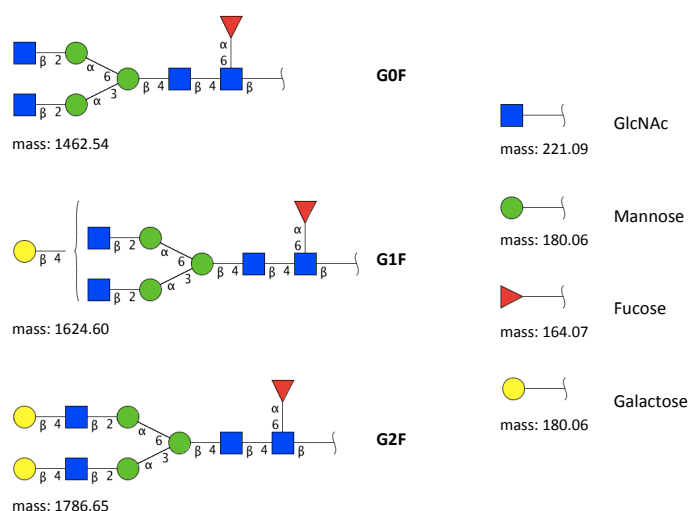 α
6
β 2 α
6
β 4 β 4 β
3
β 2 α
G0F
mass: 1462.54
α
6
β 4
β 2 α
6
β 4 β 4 β
3
β 2 α
G1F
mass: 1624.60
α
6
β 4 β 2 α
6
β 4 β 4 β
3
β 4 β 2 α
G2F
mass: 1786.65
GlcNAc
mass: 221.09
Mannose
mass: 180.06
Fucose
mass: 164.07
Galactose
mass: 180.06